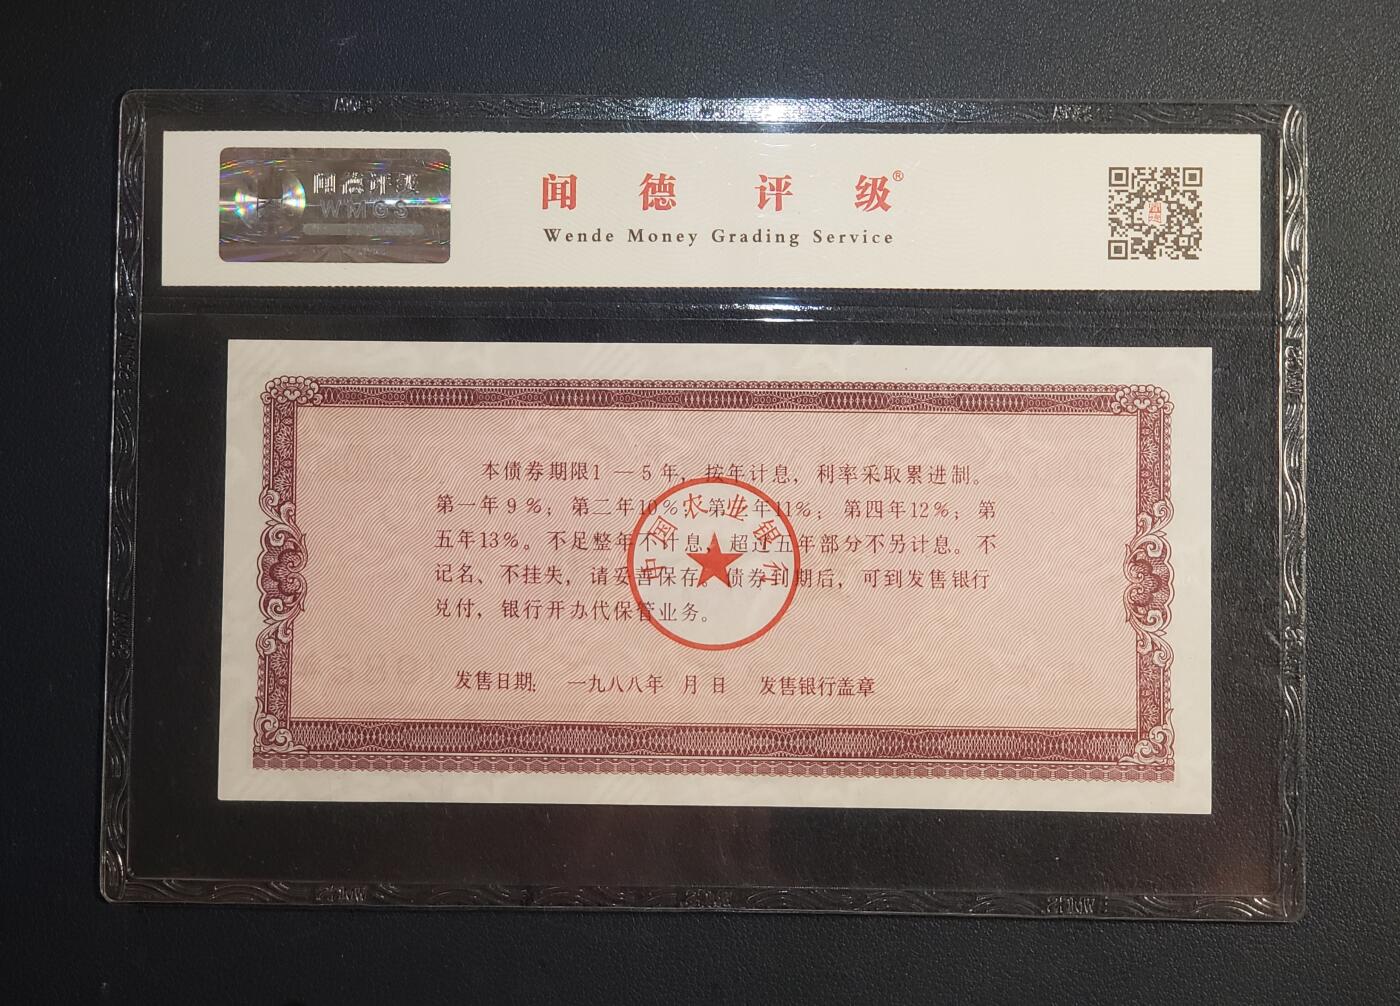 闻德评级
WMGS
闻德评级®
Wende Money Grading Service
本债券期限1—5年，按年计息，利率采取累进制。
第一年9%；第二年10%；第三年11%；第四年12%；第
五年13%。不足整年不计息，超过五年部分不另计息。不
记名、不挂失，请妥善保存。债券到期后，可到发售银行
兑付，银行开办代保管业务。
中国农业银行
发售日期：一九八八年 月 日 发售银行盖章